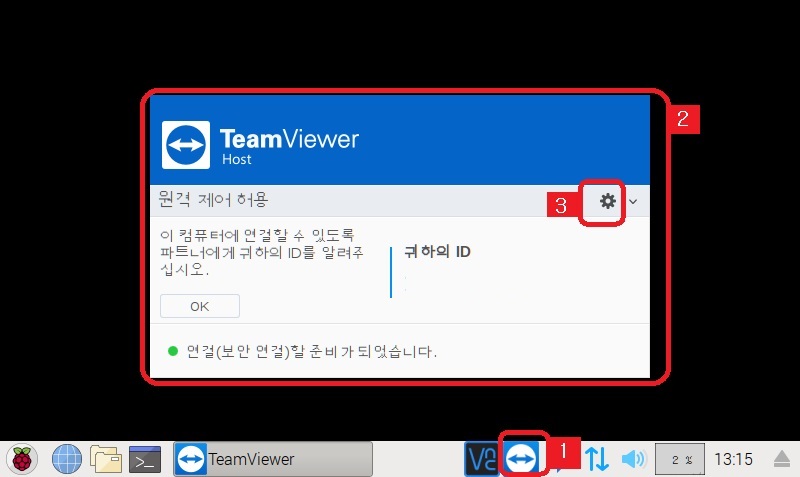 2
TeamViewer
Host
원격 제어 허용
3
이 컴퓨터에 연결할 수 있도록
파트너에게 귀하의 ID를 알려주
십시오.
귀하의 ID
OK
연결(보안 연결)할 준비가 되었습니다.
1
>_
TeamViewer
Vnc
2 %
13:15